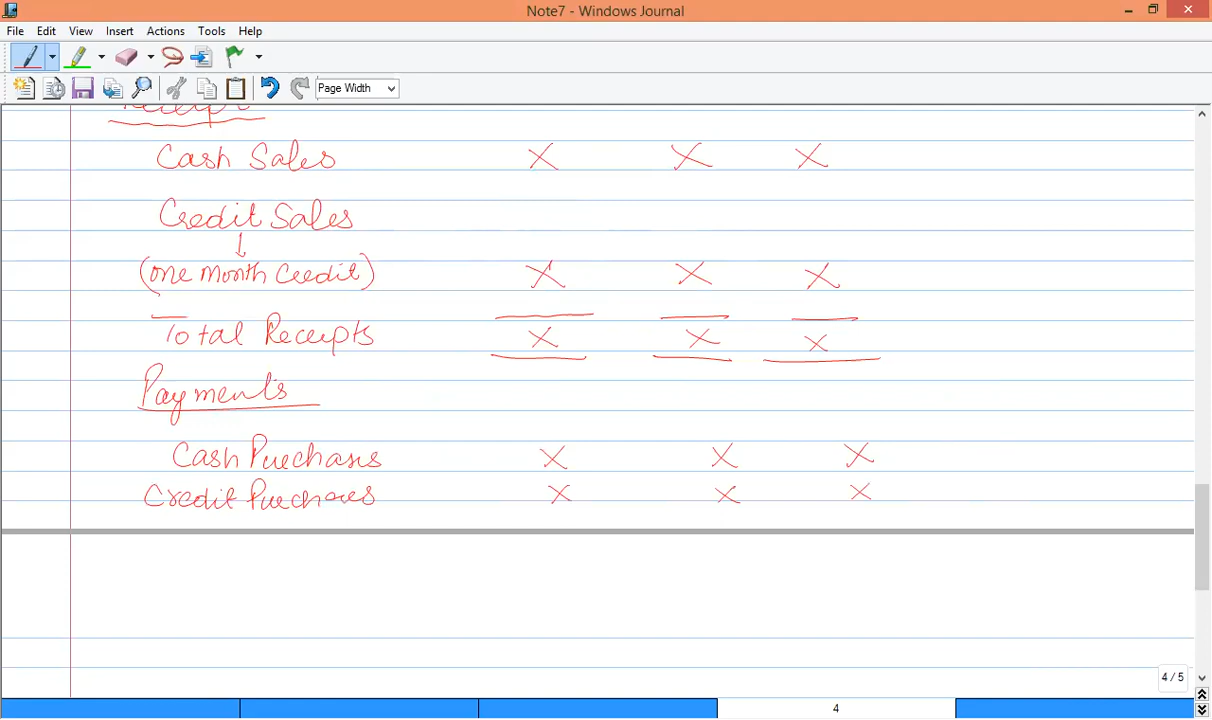 Note7 - Windows Journal
File Edit View Insert Actions Tools Help
Page Width
Receipt
Cash Sales X X X
Credit Sales
↓
(one Month Credit) X X X
Total Receipts X X X
Payments
Cash Purchases X X X
Credit Purchases X X X
4 / 5
4